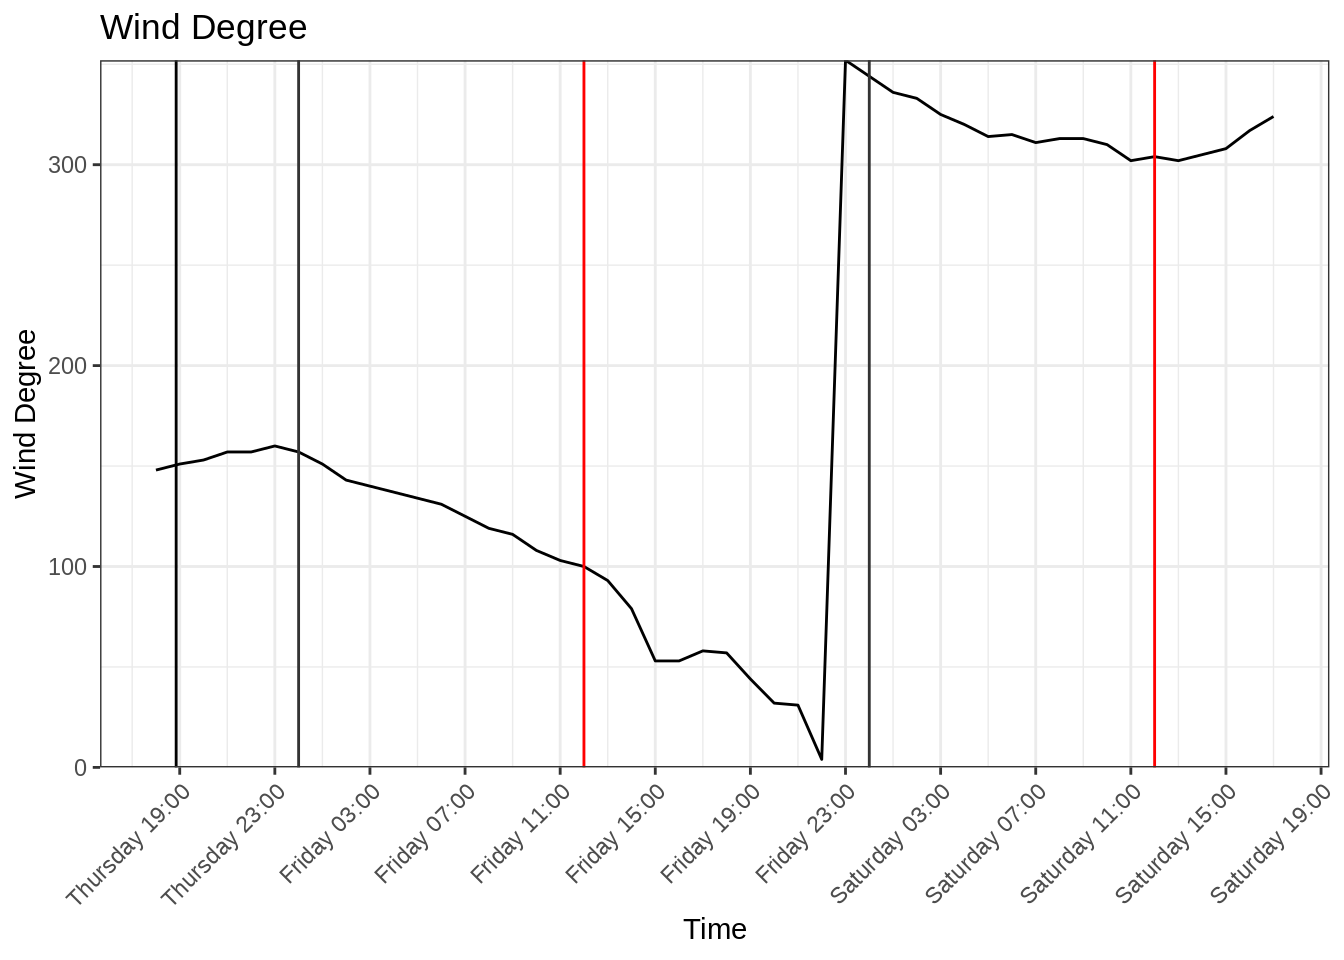 Wind Degree
Wind Degree
300
200
100
0
Thursday 19:00
Thursday 23:00
Friday 03:00
Friday 07:00
Friday 11:00
Friday 15:00
Friday 19:00
Friday 23:00
Saturday 03:00
Saturday 07:00
Saturday 11:00
Saturday 15:00
Saturday 19:00
Time